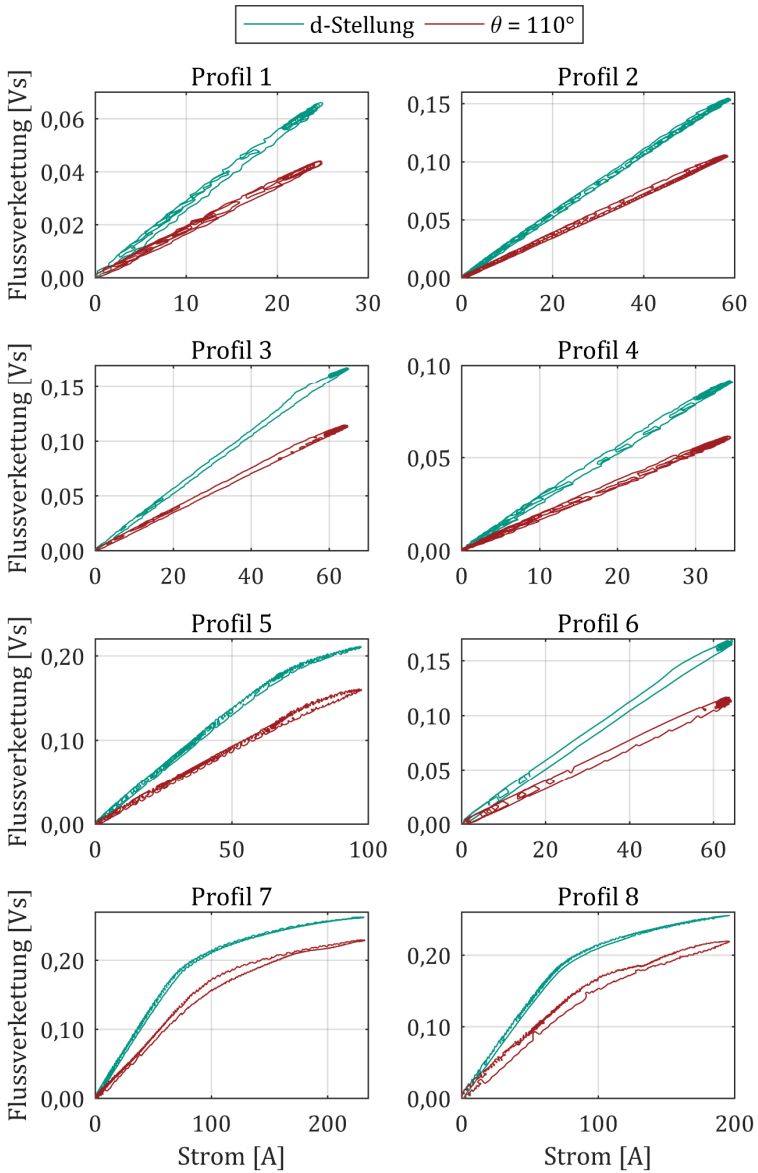 d-Stellung θ = 110°
Profil 1 Profil 2
Flussverkettung [Vs]
0,06
0,04
0,02
0,00
0 10 20 30
0,15
0,10
0,05
0,00
0 20 40 60
Profil 3 Profil 4
Flussverkettung [Vs]
0,15
0,10
0,05
0,00
0 20 40 60
0,10
0,05
0,00
0 10 20 30
Profil 5 Profil 6
Flussverkettung [Vs]
0,20
0,10
0,00
0 50 100
0,15
0,10
0,05
0,00
0 20 40 60
Profil 7 Profil 8
Flussverkettung [Vs]
0,20
0,10
0,00
0 100 200
Strom [A]
0,20
0,10
0,00
0 100 200
Strom [A]